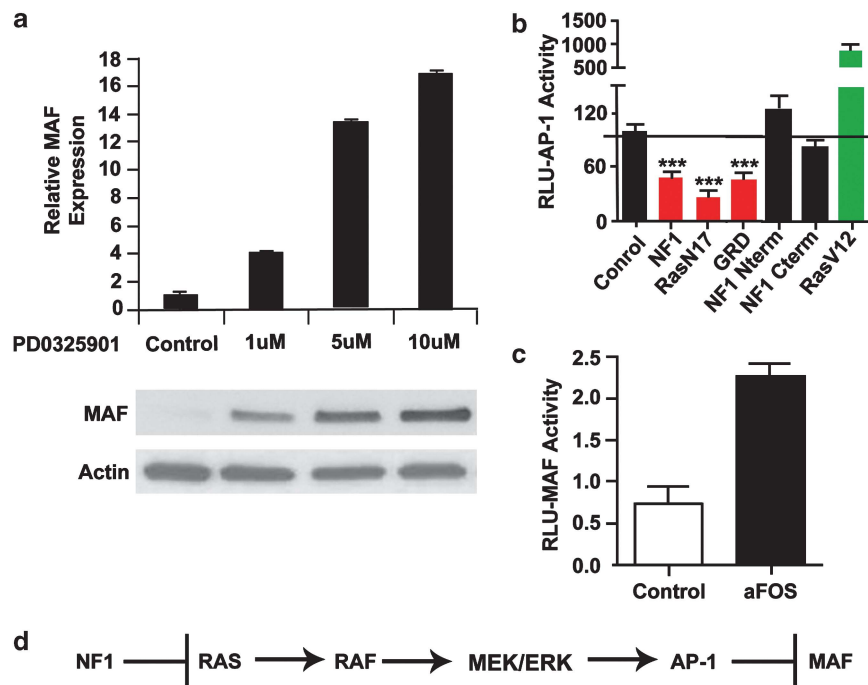 a
Relative MAF
Expression
18
16
14
12
10
8
6
4
2
0
PD0325901 Control 1uM 5uM 10uM
MAF
Actin
b
RLU-AP-1 Activity
1500
1000
500
120
60
0
*** *** ***
Conrol NF1 RasN17 GRD NF1 Nterm NF1 Cterm RasV12
c
RLU-MAF Activity
2.5
2.0
1.5
1.0
0.5
0.0
Control aFOS
d
NF1 RAS RAF MEK/ERK AP-1 MAF